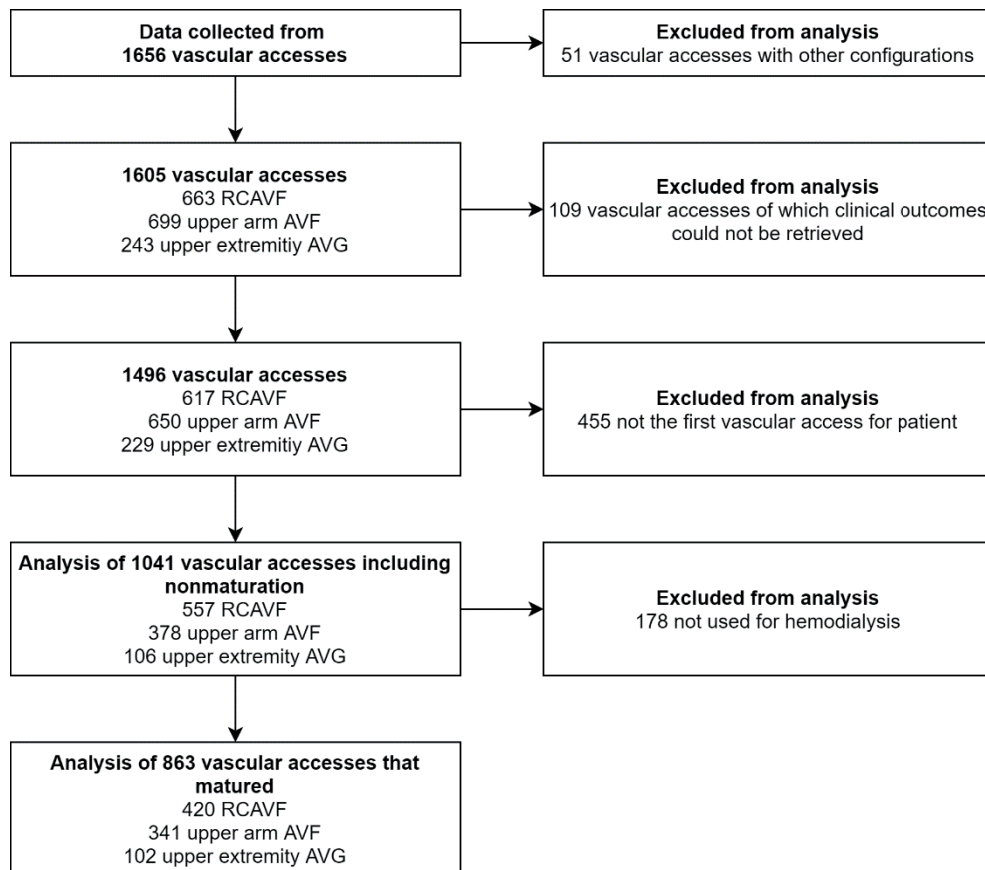 Data collected from
1656 vascular accesses
Excluded from analysis
51 vascular accesses with other configurations
1605 vascular accesses
663 RCAVF
699 upper arm AVF
243 upper extremitiy AVG
Excluded from analysis
109 vascular accesses of which clinical outcomes
could not be retrieved
1496 vascular accesses
617 RCAVF
650 upper arm AVF
229 upper extremitiy AVG
Excluded from analysis
455 not the first vascular access for patient
Analysis of 1041 vascular accesses including
nonmaturation
557 RCAVF
378 upper arm AVF
106 upper extremity AVG
Excluded from analysis
178 not used for hemodialysis
Analysis of 863 vascular accesses that
matured
420 RCAVF
341 upper arm AVF
102 upper extremity AVG